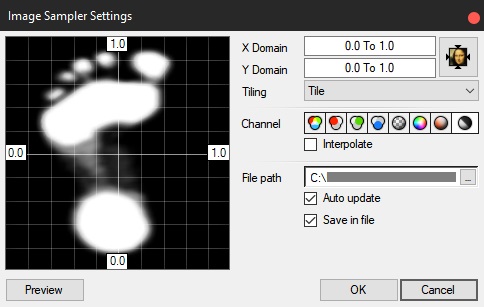 Image Sampler Settings
1.0
0.0
1.0
0.0
X Domain
0.0 To 1.0
Y Domain
0.0 To 1.0
Tiling
Tile
Channel
Interpolate
File path
C:\
...
Auto update
Save in file
Preview
OK
Cancel